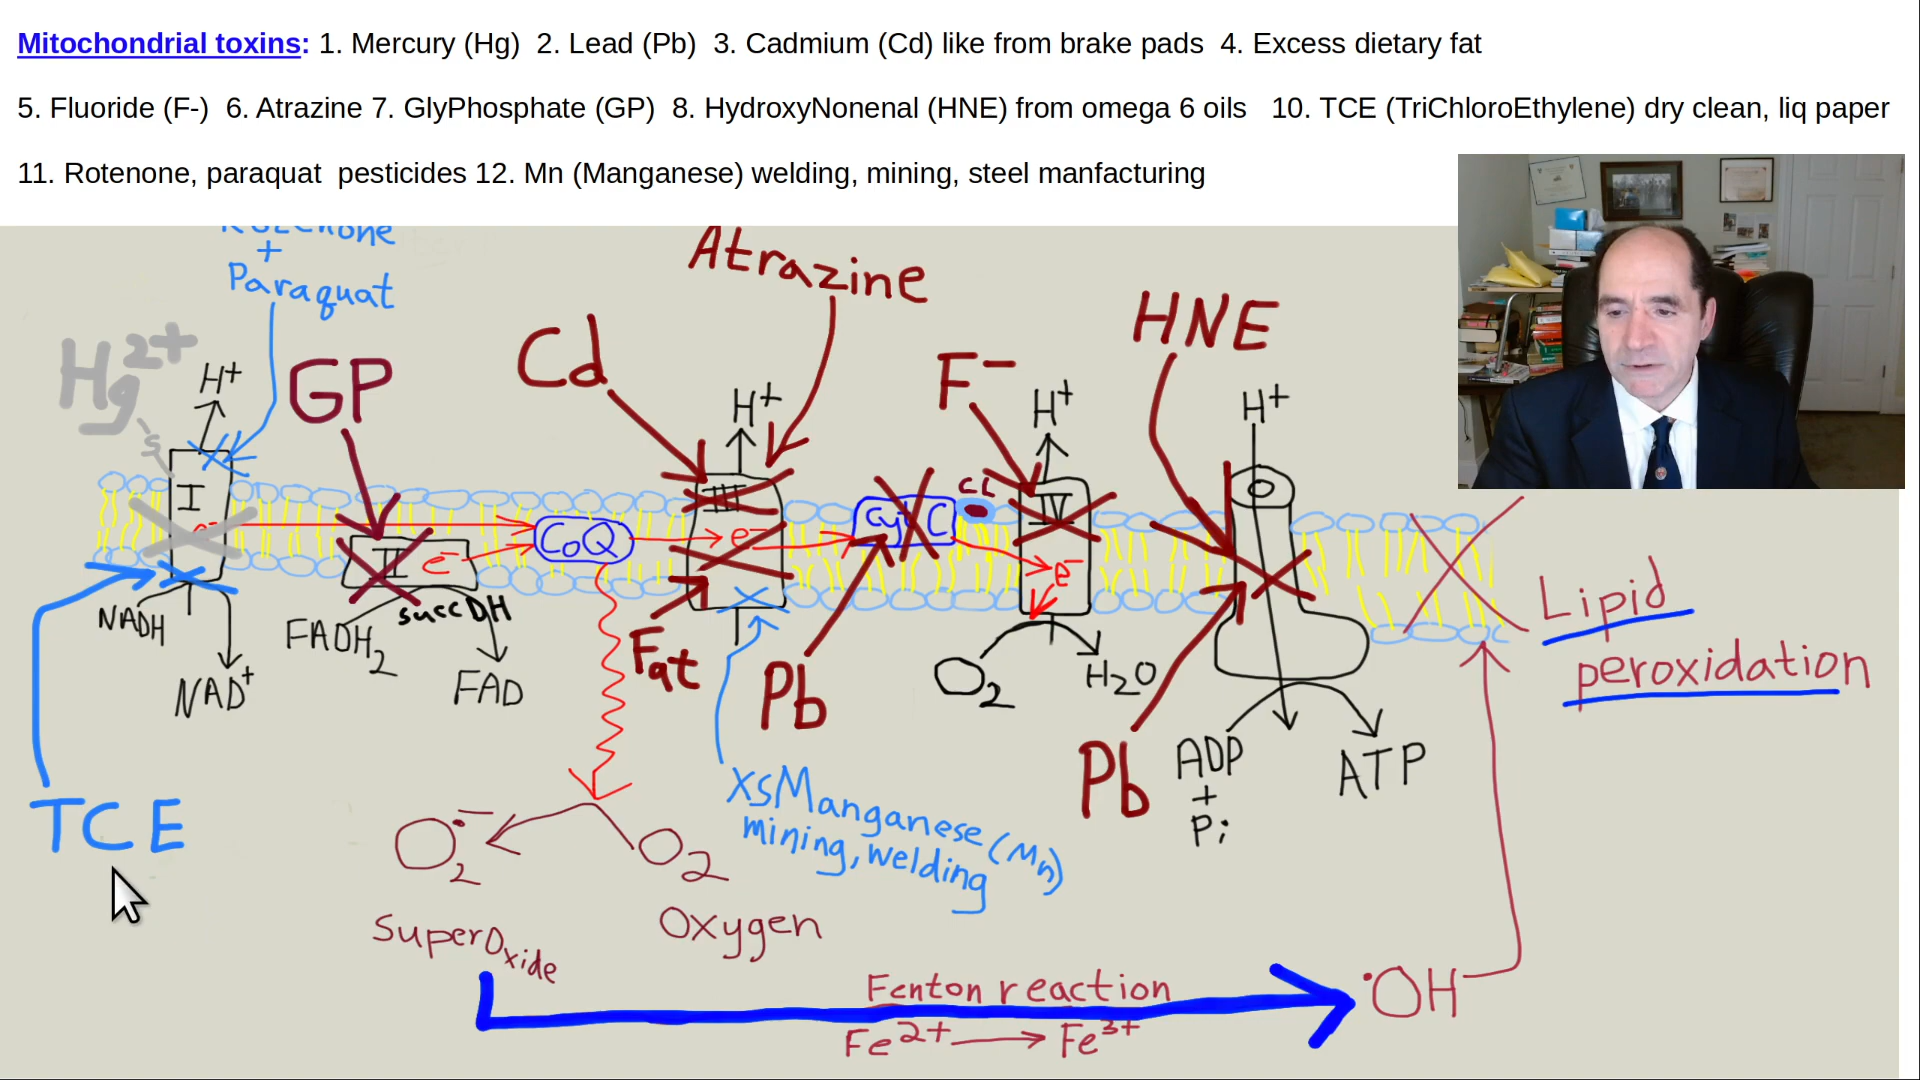 Mitochondrial toxins: 1. Mercury (Hg) 2. Lead (Pb) 3. Cadmium (Cd) like from brake pads 4. Excess dietary fat
5. Fluoride (F-) 6. Atrazine 7. GlyPhosphate (GP) 8. HydroxyNonenal (HNE) from omega 6 oils 10. TCE (TriChloroEthylene) dry clean, liq paper
11. Rotenone, paraquat pesticides 12. Mn (Manganese) welding, mining, steel manfacturing
Rotenone
+
Paraquat
Atrazine
HNE
Hg2+
H+
GP
Cd
F-
H+
H+
H+
S
I
e-
II
e-
CoQ
III
e-
Cyt C
CL
IV
e-
NADH
NAD+
FADH2
succDH
FAD
Fat
Pb
O2
H2O
Pb
ADP
+
Pi
ATP
Lipid
peroxidation
TCE
XsManganese (Mn)
mining, welding
O2•-
O2
SuperOxide
Oxygen
Fenton reaction
Fe2+ → Fe3+
•OH